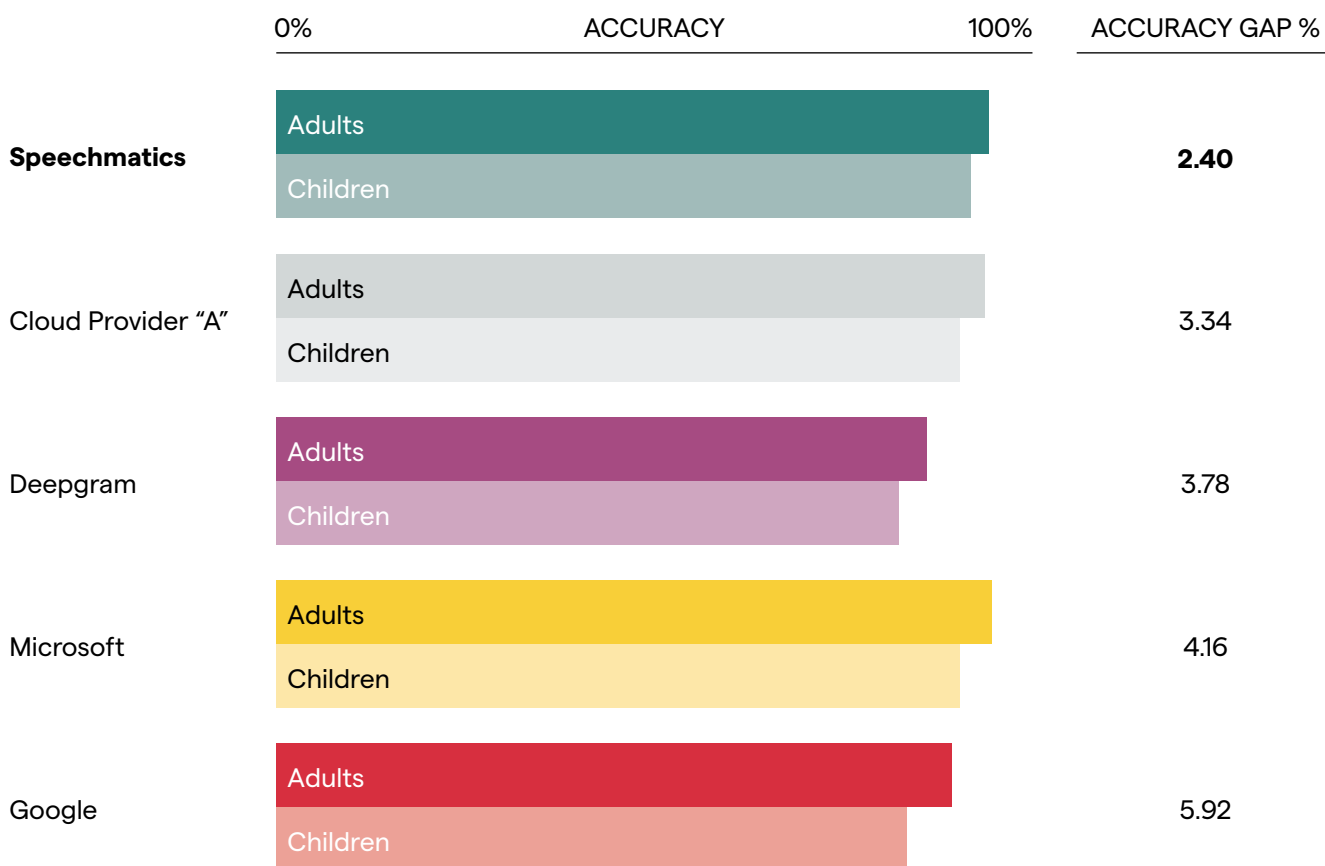 0% ACCURACY 100% ACCURACY GAP %
Adults
Speechmatics 2.40
Children
Adults
Cloud Provider “A” 3.34
Children
Adults
Deepgram 3.78
Children
Adults
Microsoft 4.16
Children
Adults
Google 5.92
Children